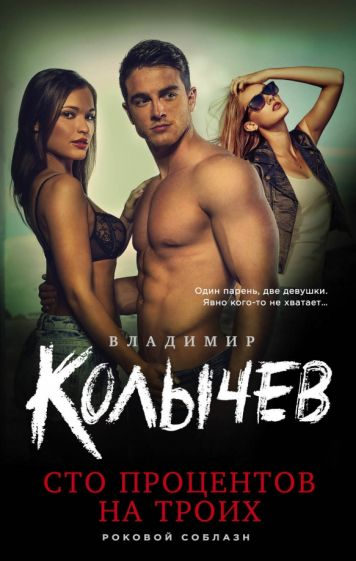 Один парень, две девушки.
Явно кого-то не хватает...
ВЛАДИМИР
КОЛЫЧЕВ
СТО ПРОЦЕНТОВ
НА ТРОИХ
РОКОВОЙ СОБЛАЗН